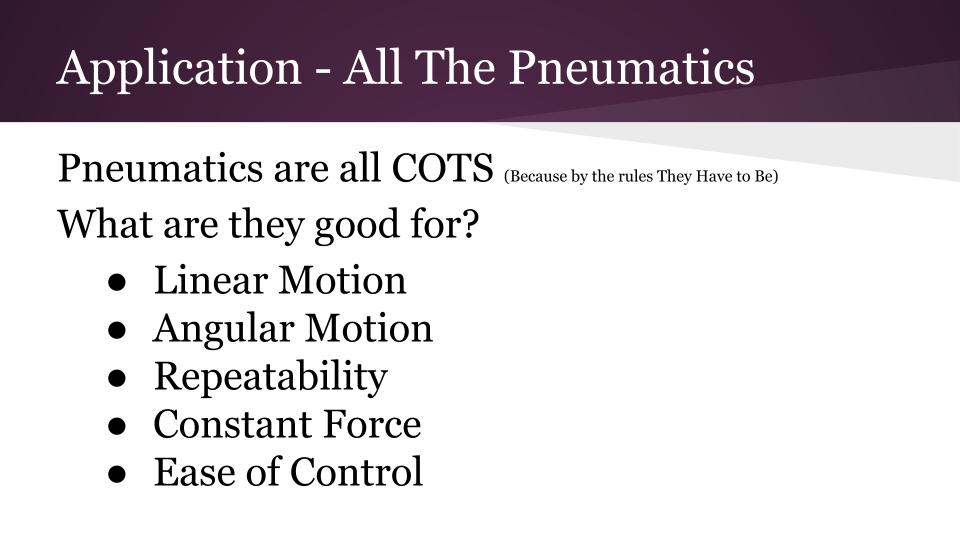 Application - All The Pneumatics
Pneumatics are all COTS (Because by the rules They Have to Be)
What are they good for?
● Linear Motion
● Angular Motion
● Repeatability
● Constant Force
● Ease of Control